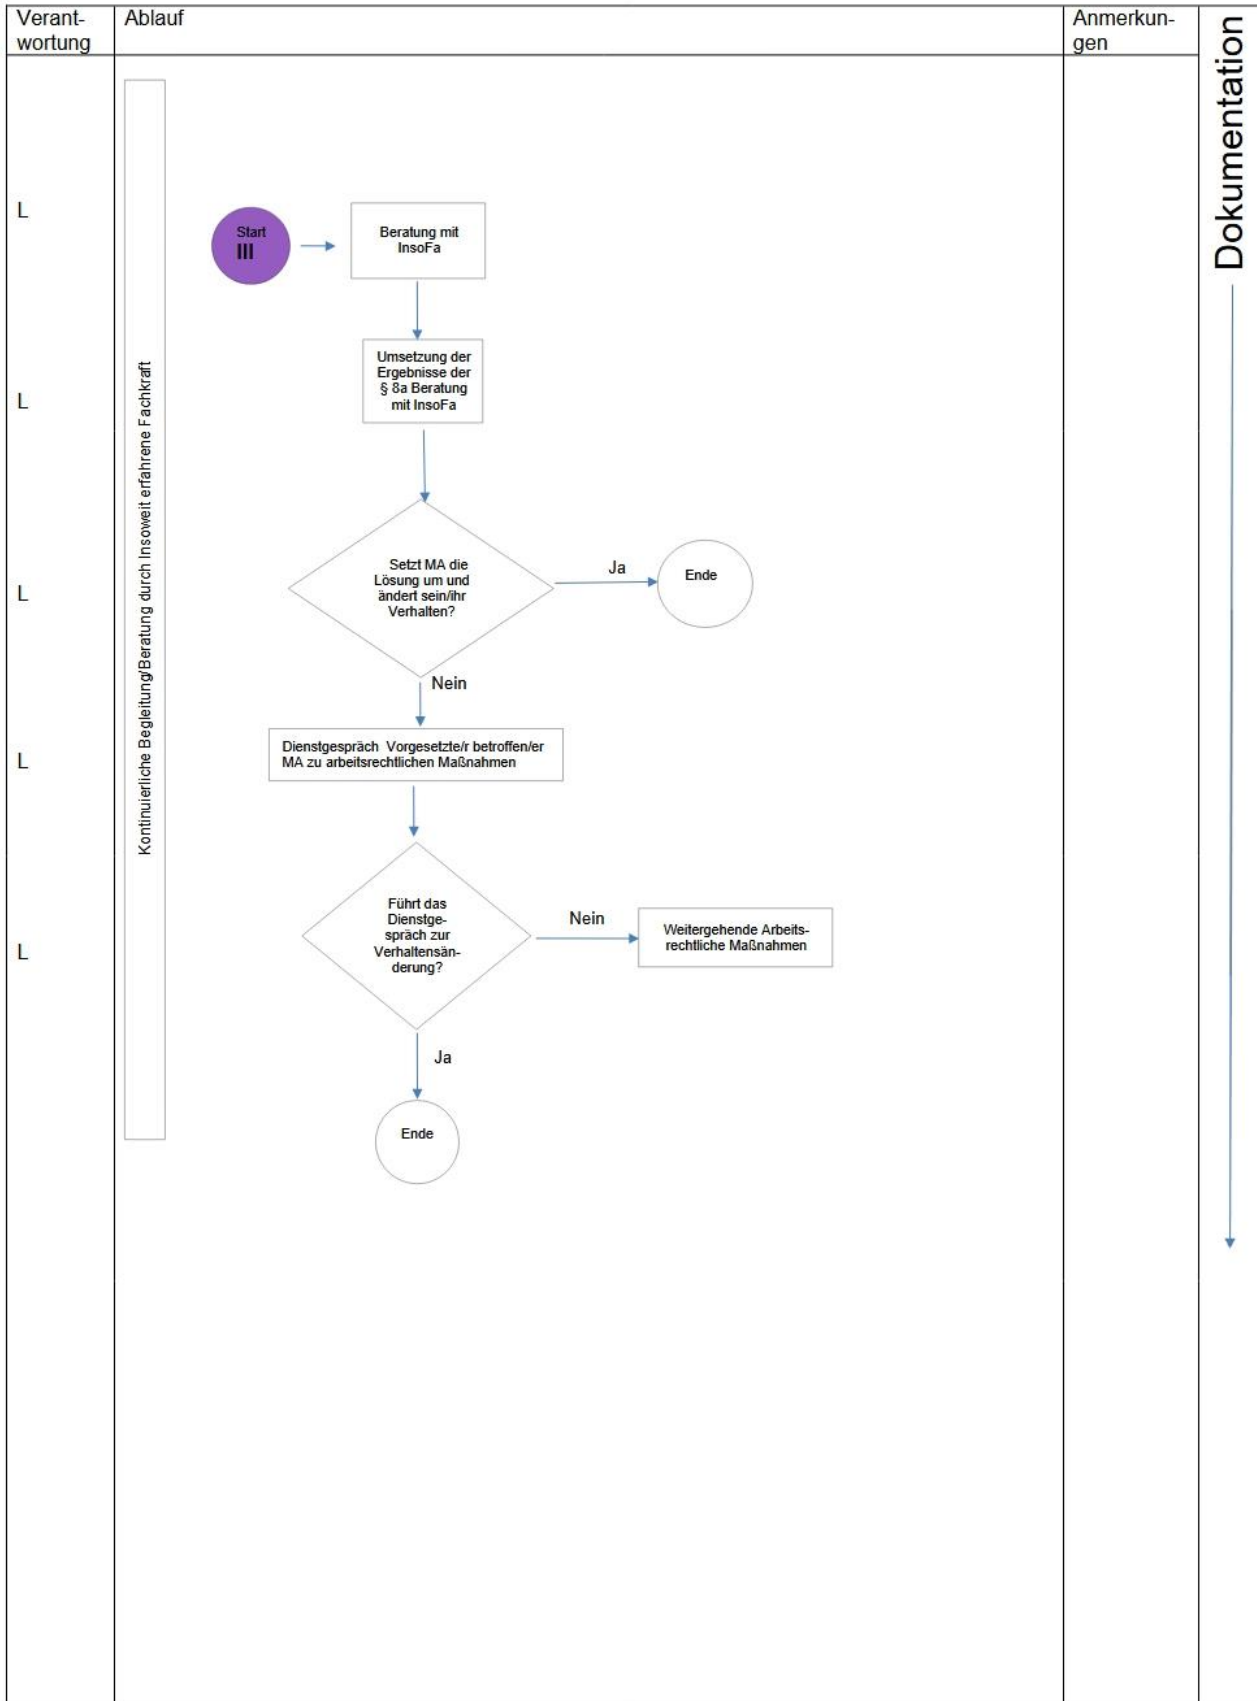 Verant-
wortung
Ablauf
Anmerkun-
gen
Dokumentation
Kontinuierliche Begleitung/Beratung durch Insoweit erfahrene Fachkraft
L
Start
III
Beratung mit
InsoFa
L
Umsetzung der
Ergebnisse der
§ 8a Beratung
mit InsoFa
L
Setzt MA die
Lösung um und
ändert sein/ihr
Verhalten?
Ja
Ende
Nein
L
Dienstgespräch Vorgesetzte/r betroffen/er
MA zu arbeitsrechtlichen Maßnahmen
L
Führt das
Dienstge-
spräch zur
Verhaltensän-
derung?
Nein
Weitergehende Arbeits-
rechtliche Maßnahmen
Ja
Ende